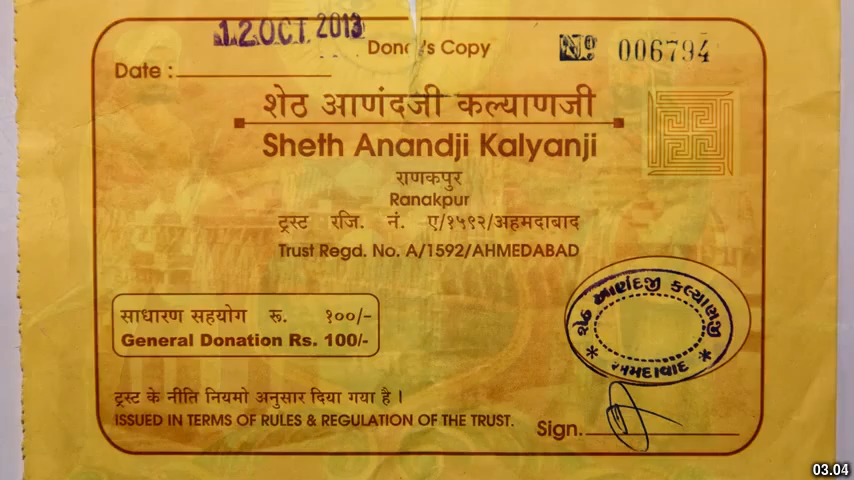 12 OCT 2013
Donor's Copy
No 006794
Date :
शेठ आणंदजी कल्याणजी
Sheth Anandji Kalyanji
राणकपुर
Ranakpur
ट्रस्ट रजि. नं. ए/१५९२/अहमदाबाद
Trust Regd. No. A/1592/AHMEDABAD
साधारण सहयोग रू. १००/-
General Donation Rs. 100/-
શેઠ આણંદજી કલ્યાણજી
* અમદાવાદ *
ट्रस्ट के नीति नियमो अनुसार दिया गया है ।
ISSUED IN TERMS OF RULES & REGULATION OF THE TRUST.
Sign.
03.04